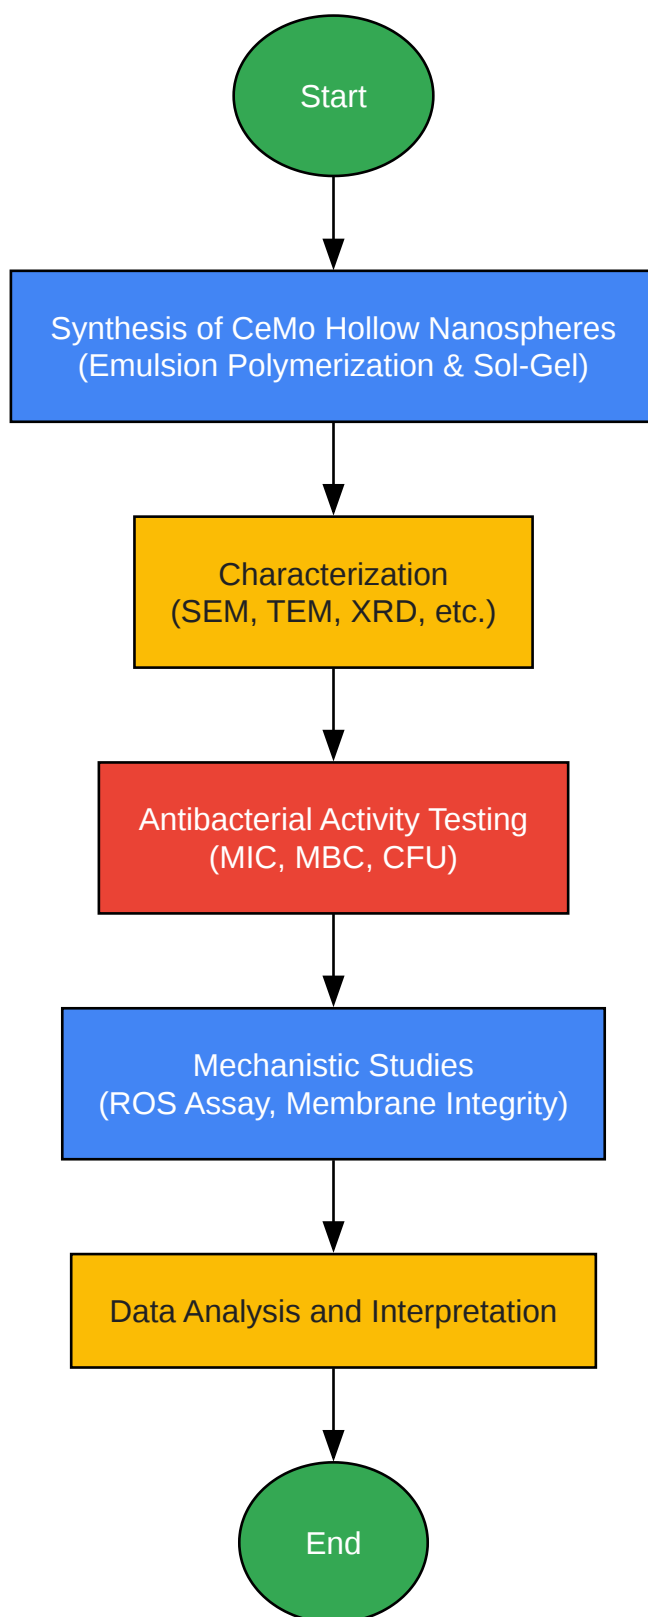 Start
Synthesis of CeMo Hollow Nanospheres
(Emulsion Polymerization & Sol-Gel)
Characterization
(SEM, TEM, XRD, etc.)
Antibacterial Activity Testing
(MIC, MBC, CFU)
Mechanistic Studies
(ROS Assay, Membrane Integrity)
Data Analysis and Interpretation
End